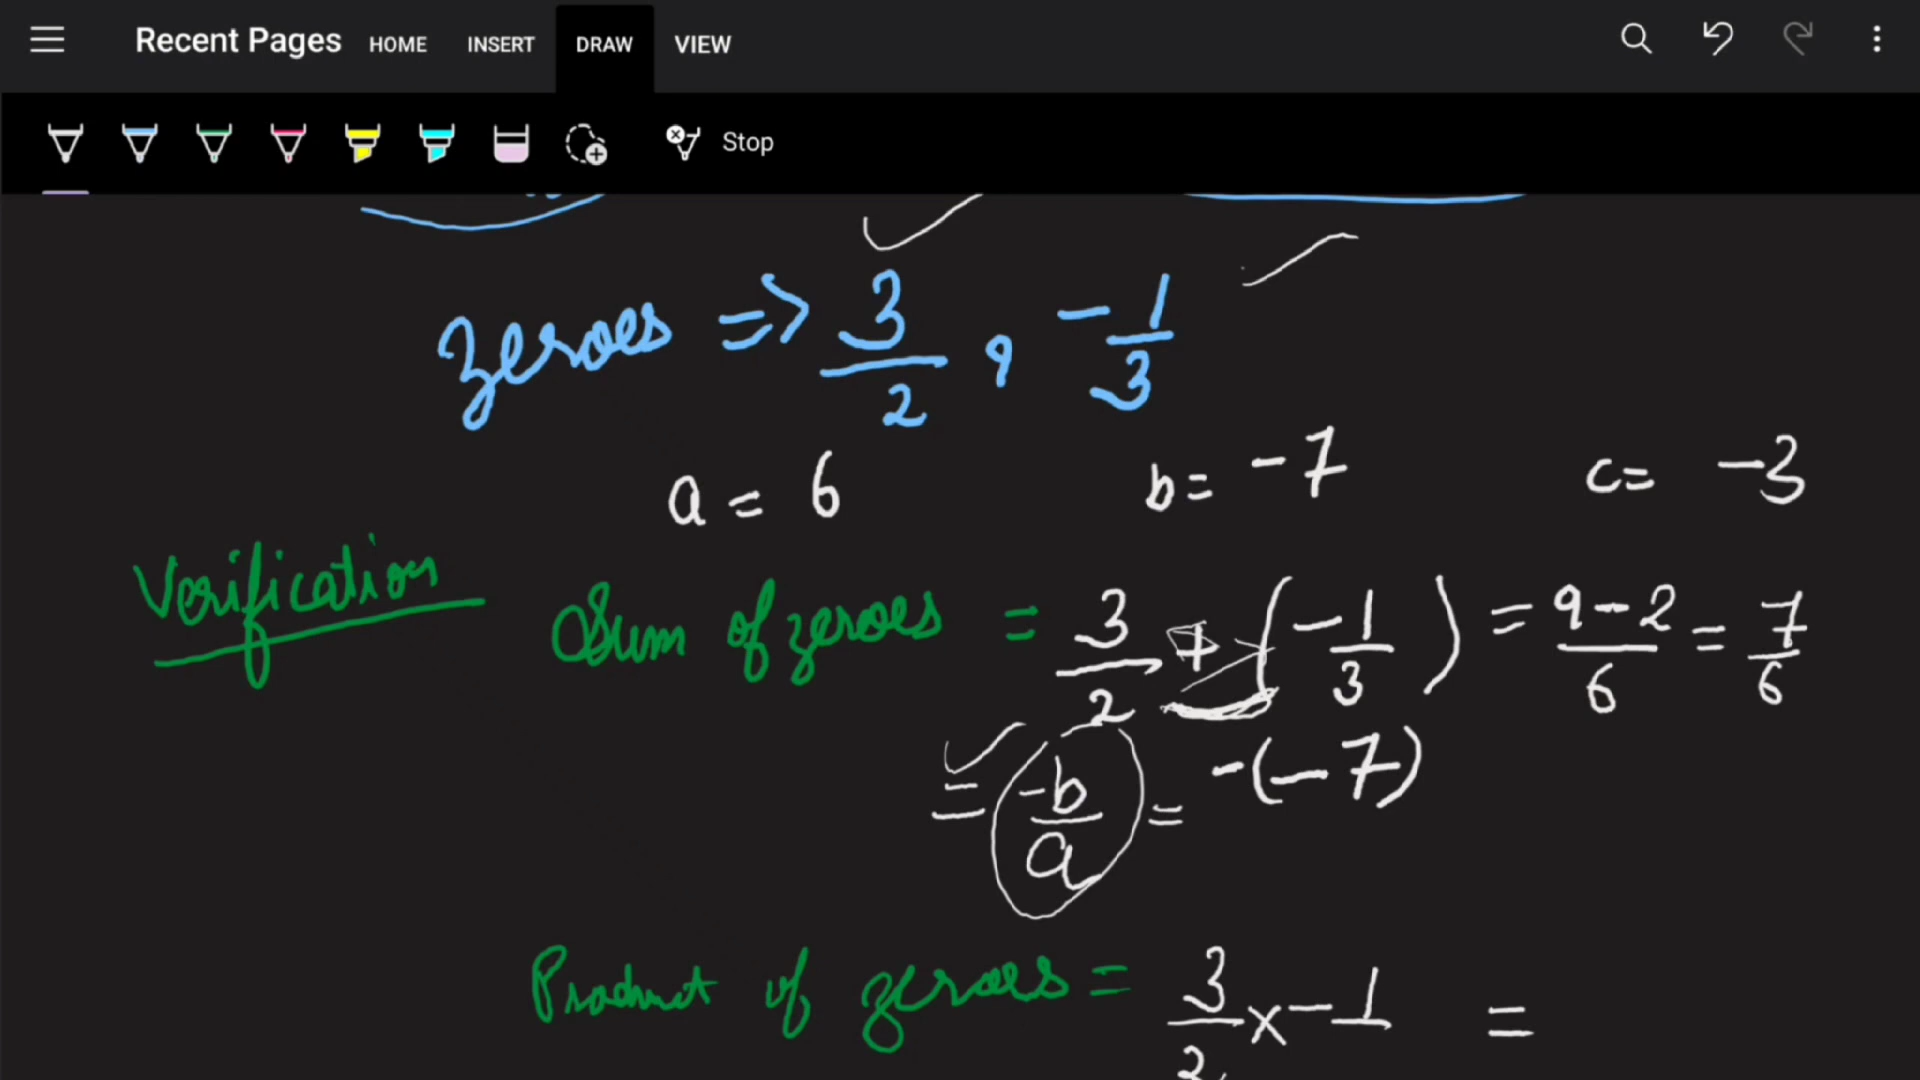 Recent Pages HOME INSERT DRAW VIEW
Stop
zeroes => 3/2 , -1/3
a = 6 b = -7 c = -3
Verification Sum of zeroes = 3/2 + (-1/3) = 9-2/6 = 7/6
= -b/a = -(-7)
Product of zeroes = 3/2 x -1 =